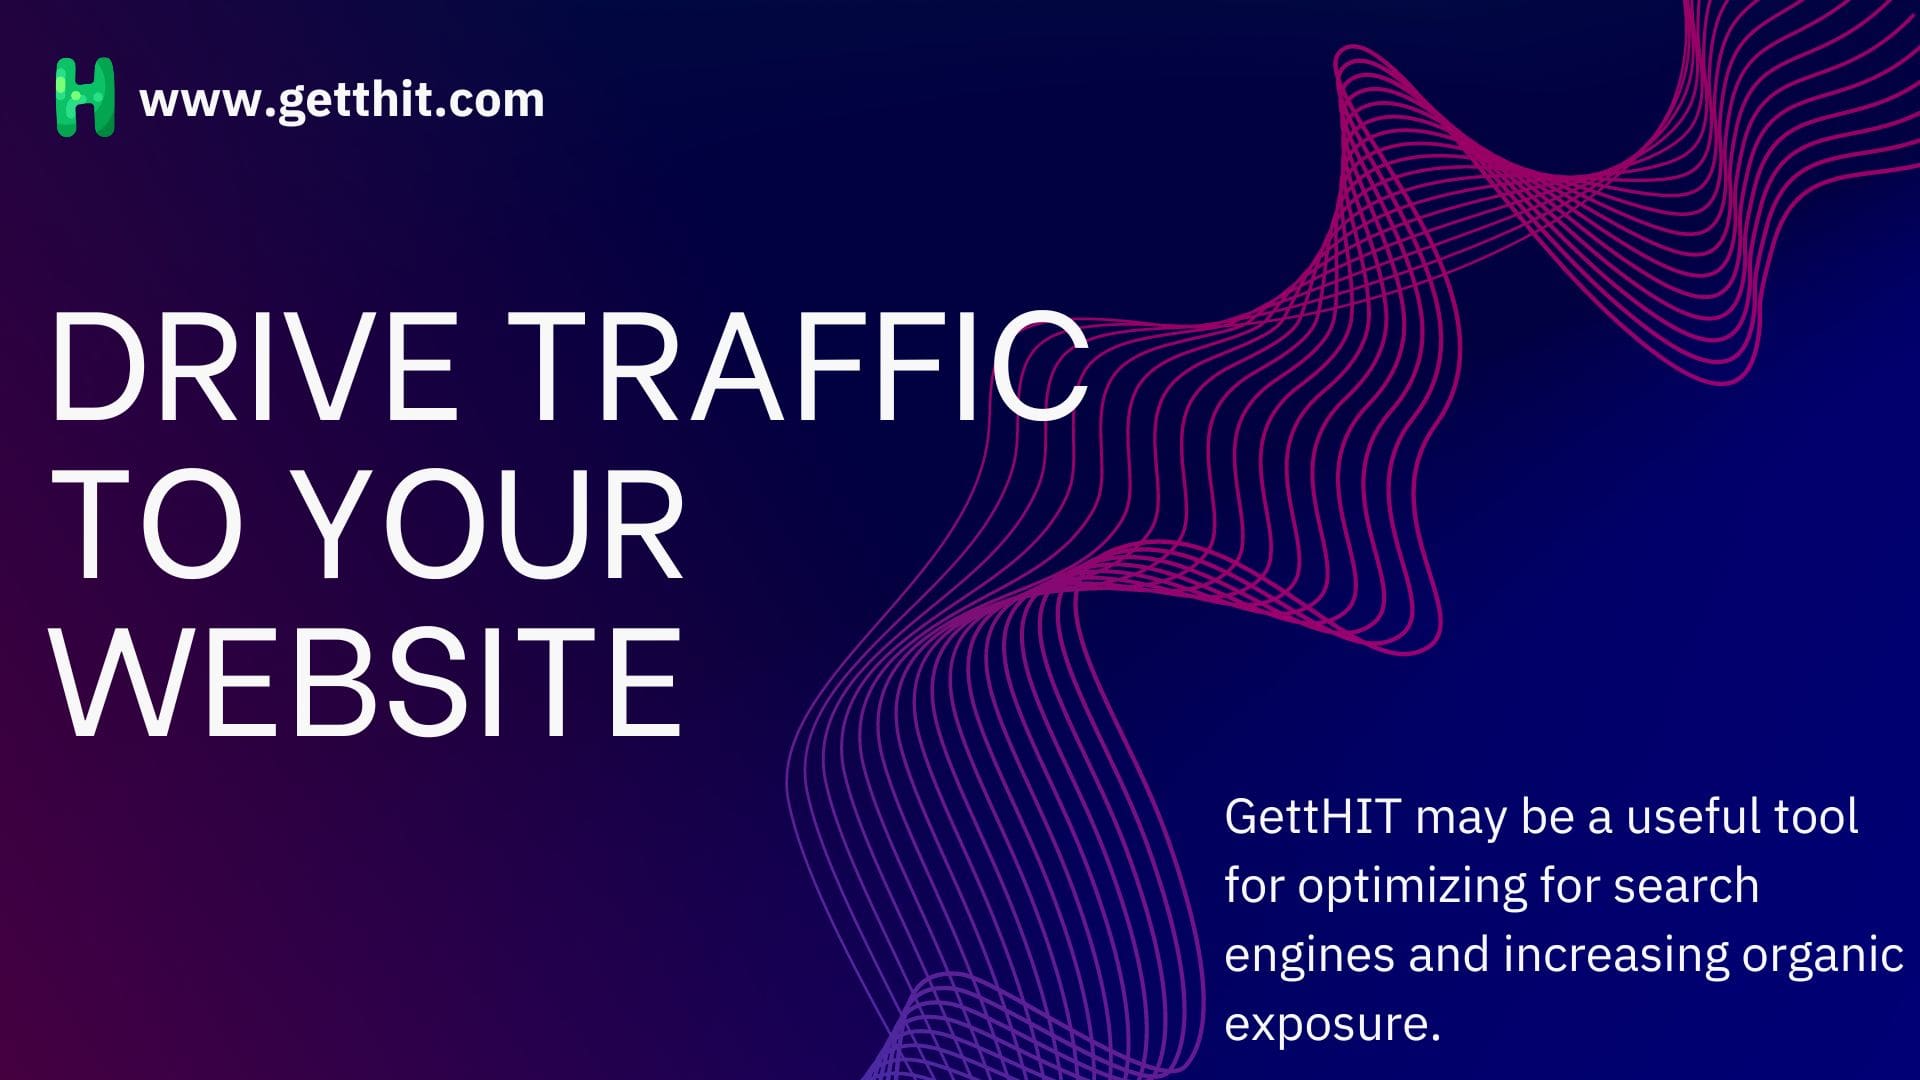 H www.getthit.com
DRIVE TRAFFIC
TO YOUR
WEBSITE
GettHIT may be a useful tool
for optimizing for search
engines and increasing organic
exposure.